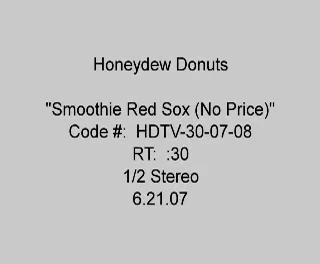 Honeydew Donuts
"Smoothie Red Sox (No Price)"
Code #: HDTV-30-07-08
RT: :30
1/2 Stereo
6.21.07